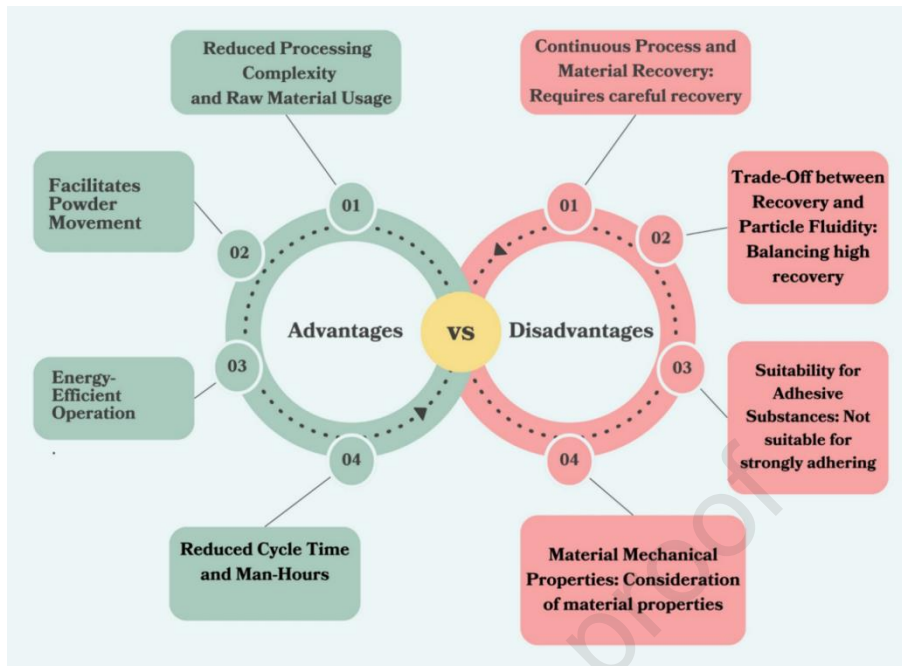 Reduced Processing
Complexity
and Raw Material Usage
Continuous Process and
Material Recovery:
Requires careful recovery
Facilitates
Powder
Movement
01
02
01
02
Trade-Off between
Recovery and
Particle Fluidity:
Balancing high
recovery
Advantages
vs
Disadvantages
Energy-
Efficient
Operation
.
03
04
03
04
Suitability for
Adhesive
Substances: Not
suitable for
strongly adhering
Reduced Cycle Time
and Man-Hours
Material Mechanical
Properties: Consideration
of material properties
proof